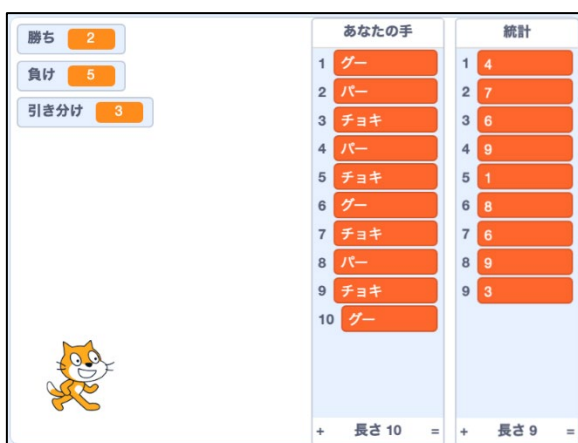 勝ち 2
負け 5
引き分け 3
あなたの手
1 グー
2 パー
3 チョキ
4 パー
5 チョキ
6 グー
7 チョキ
8 パー
9 チョキ
10 グー
+ 長さ 10 =
統計
1 4
2 7
3 6
4 9
5 1
6 8
7 6
8 9
9 3
+ 長さ 9 =